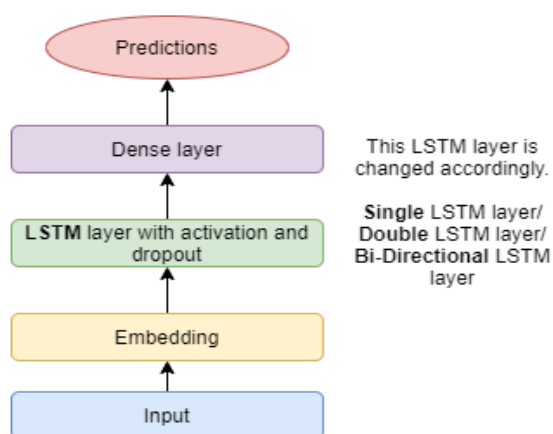 Predictions
Dense layer
This LSTM layer is
changed accordingly.
LSTM layer with activation and
dropout
Single LSTM layer/
Double LSTM layer/
Bi-Directional LSTM
layer
Embedding
Input